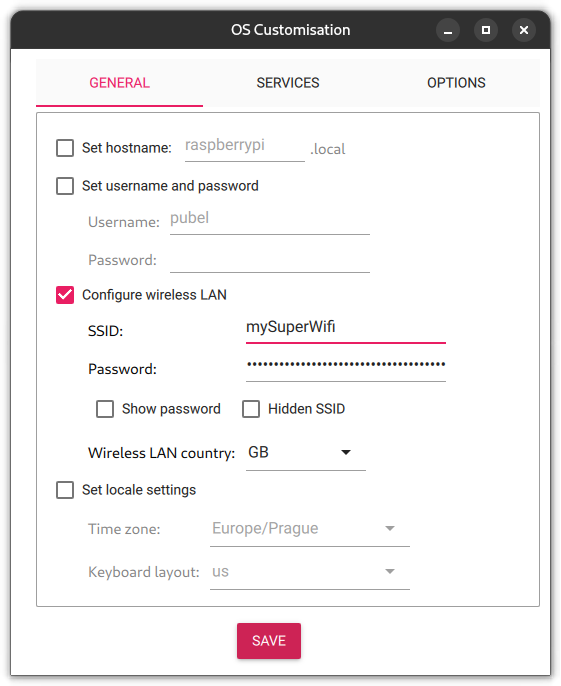 OS Customisation
GENERAL SERVICES OPTIONS
Set hostname: raspberrypi .local
Set username and password
Username: pubel
Password:
Configure wireless LAN
SSID: mySuperWifi
Password: ••••••••••••••••••••••••••••••••••••
Show password Hidden SSID
Wireless LAN country: GB
Set locale settings
Time zone: Europe/Prague
Keyboard layout: us
SAVE